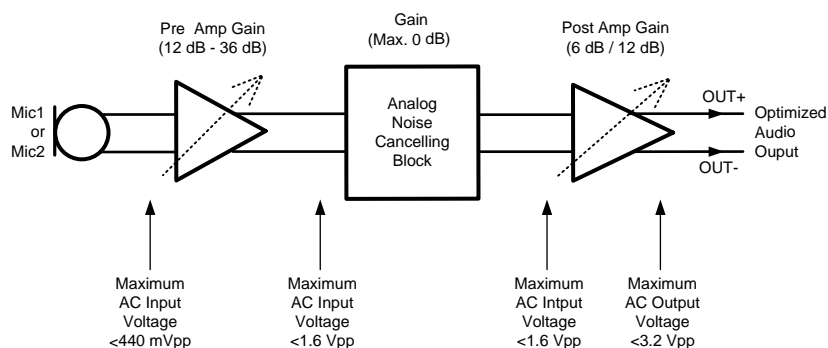 Pre Amp Gain
(12 dB - 36 dB)
Gain
(Max. 0 dB)
Post Amp Gain
(6 dB / 12 dB)
Mic1
or
Mic2
Analog
Noise
Cancelling
Block
OUT+
OUT-
Optimized
Audio
Ouput
Maximum
AC Input
Voltage
<440 mVpp
Maximum
AC Input
Voltage
<1.6 Vpp
Maximum
AC Intput
Voltage
<1.6 Vpp
Maximum
AC Output
Voltage
<3.2 Vpp